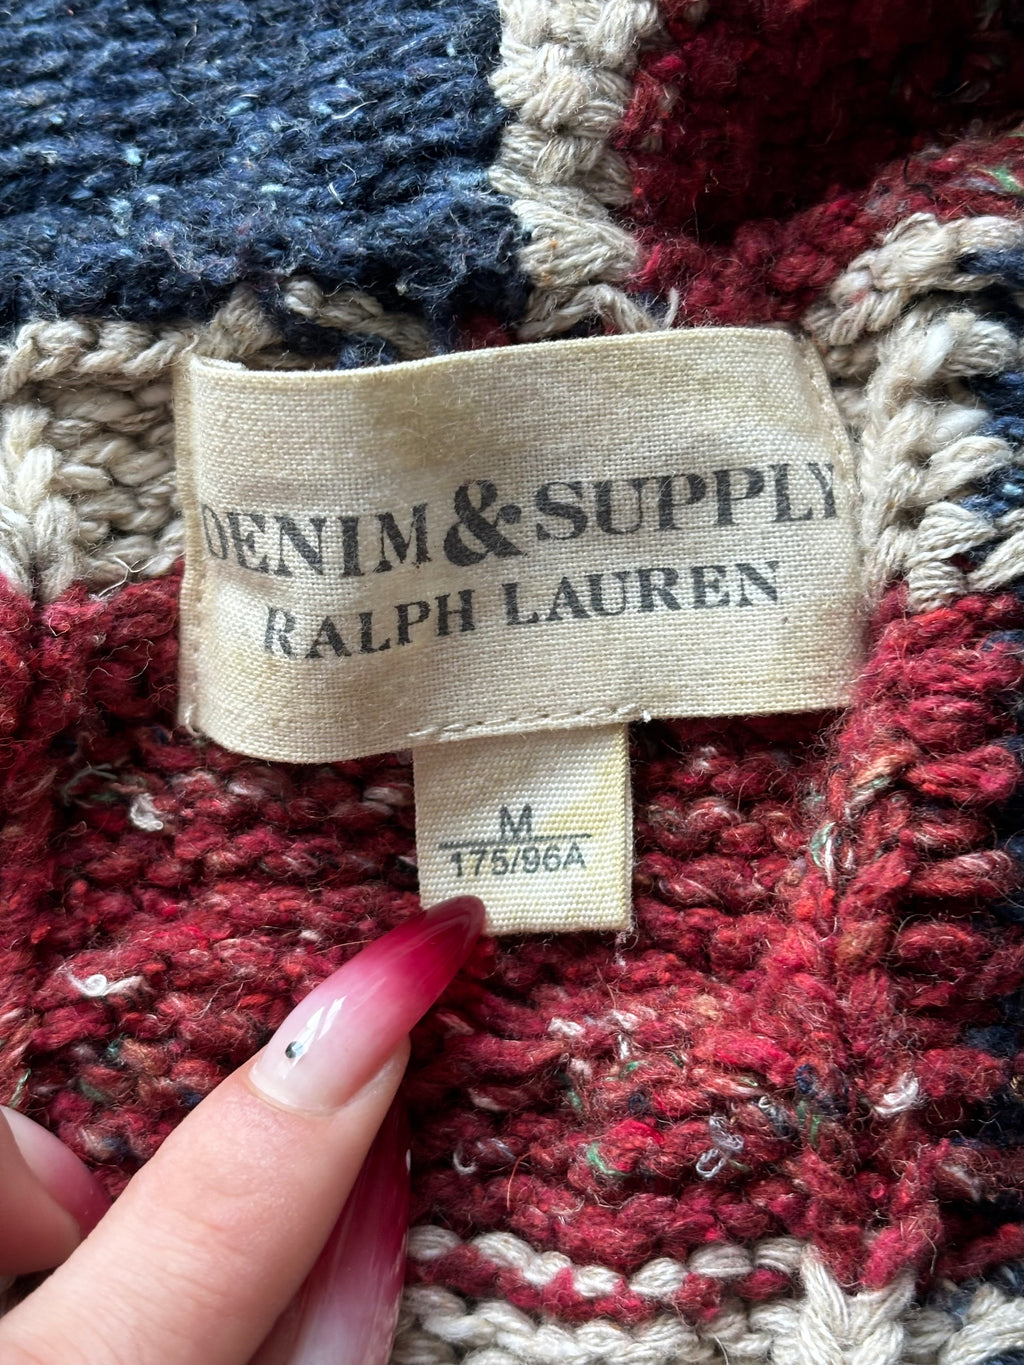 DENIM&SUPPLY
RALPH LAUREN
M
175/96A